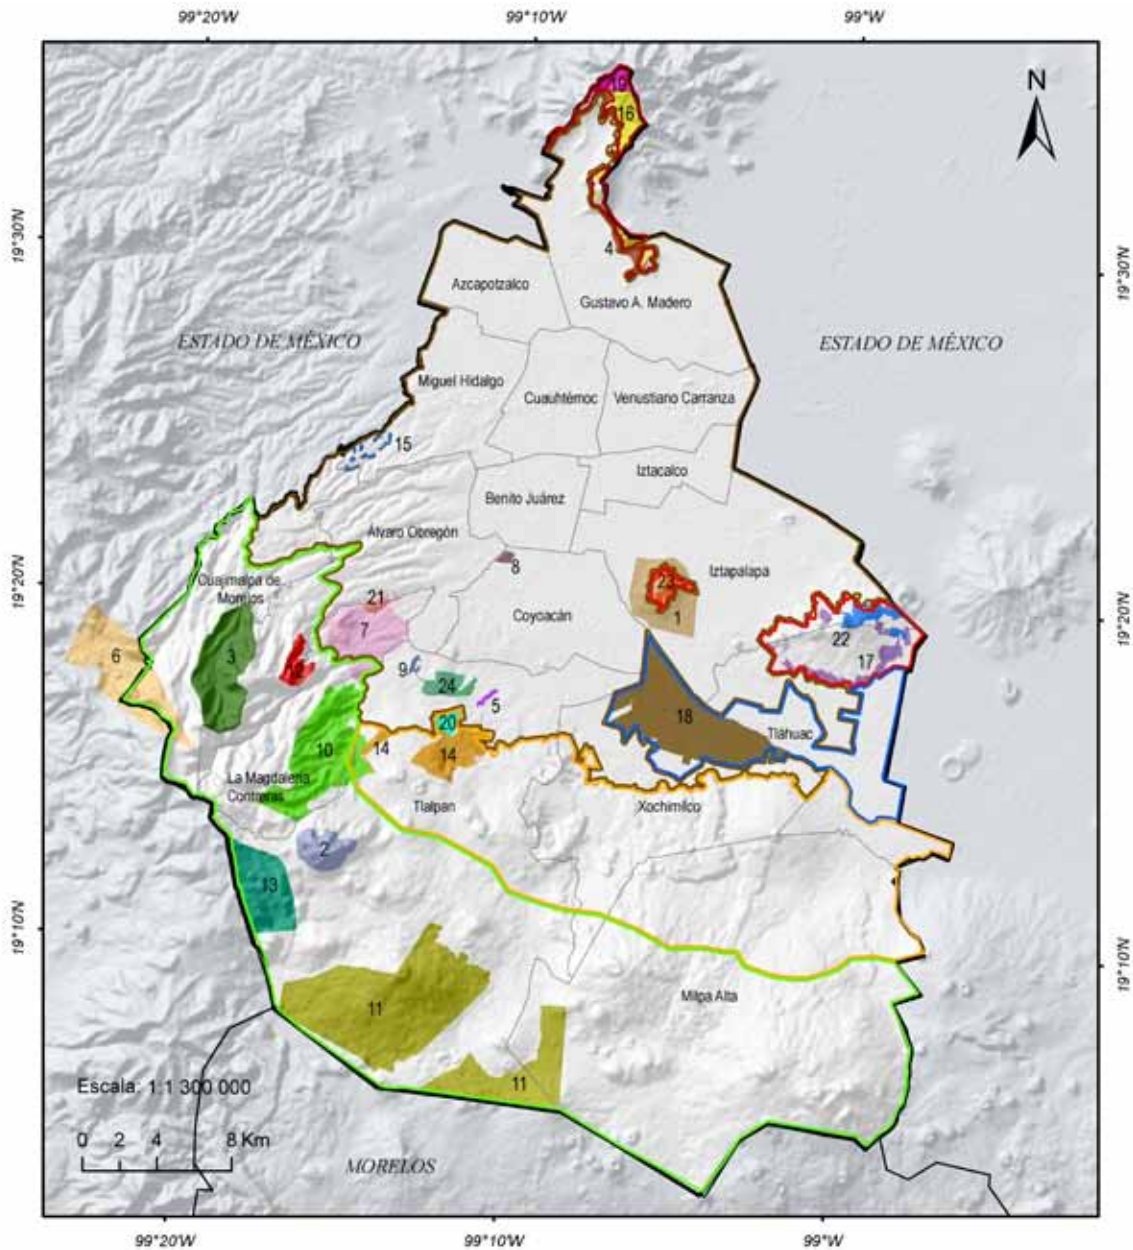 99°20'W
99°10'W
99°W
N
16
19°30'N
4
19°30'N
Azcapotzalco
Gustavo A. Madero
ESTADO DE MÉXICO
ESTADO DE MÉXICO
Miguel Hidalgo
Cuauhtémoc
Venustiano Carranza
15
Iztacalco
Benito Juárez
Álvaro Obregón
8
Iztapalapa
19°20'N
Cuajimalpa de
Morelos
23
21
Coyoacán
1
19°20'N
7
22
6
3
9
17
24
5
18
20
Tláhuac
10
14
14
La Magdalena
Contreras
Tlalpan
Xochimilco
2
13
19°10'N
19°10'N
Milpa Alta
11
11
Escala: 1:1 300 000
0 2 4 8 Km
MORELOS
99°20'W
99°10'W
99°W